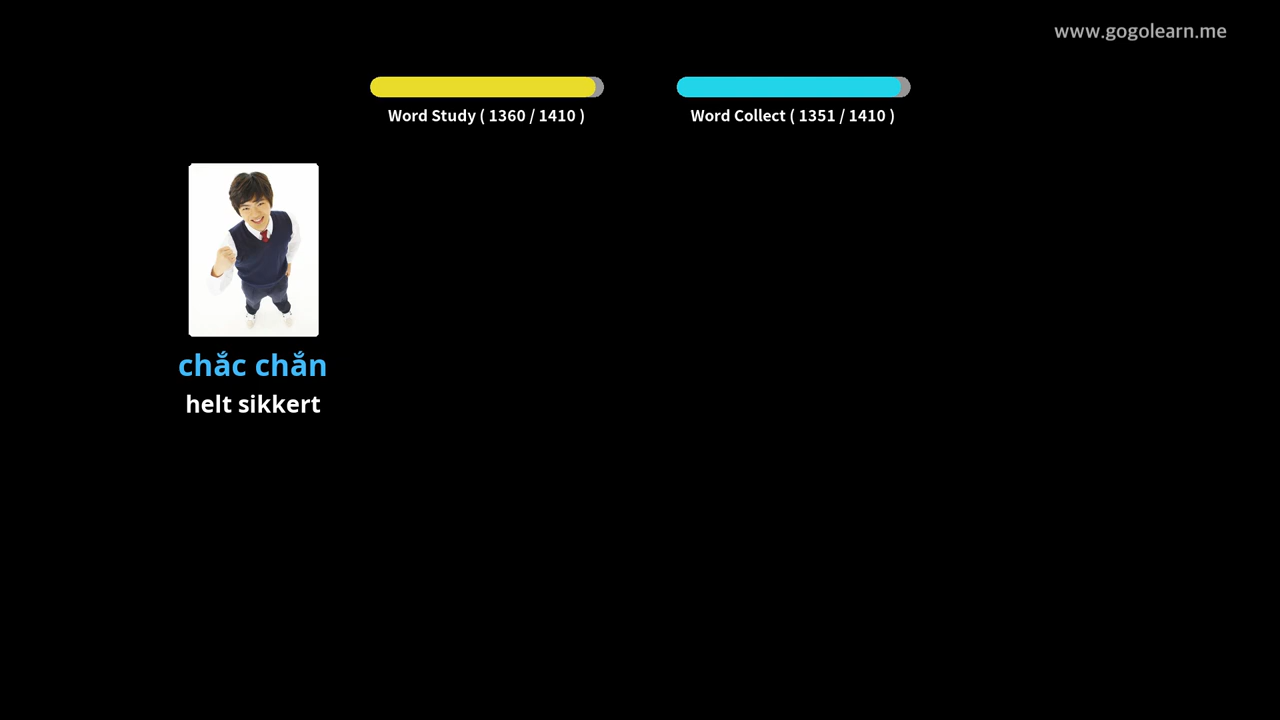 www.gogolearn.me
Word Study ( 1360 / 1410 )
Word Collect ( 1351 / 1410 )
chắc chắn
helt sikkert